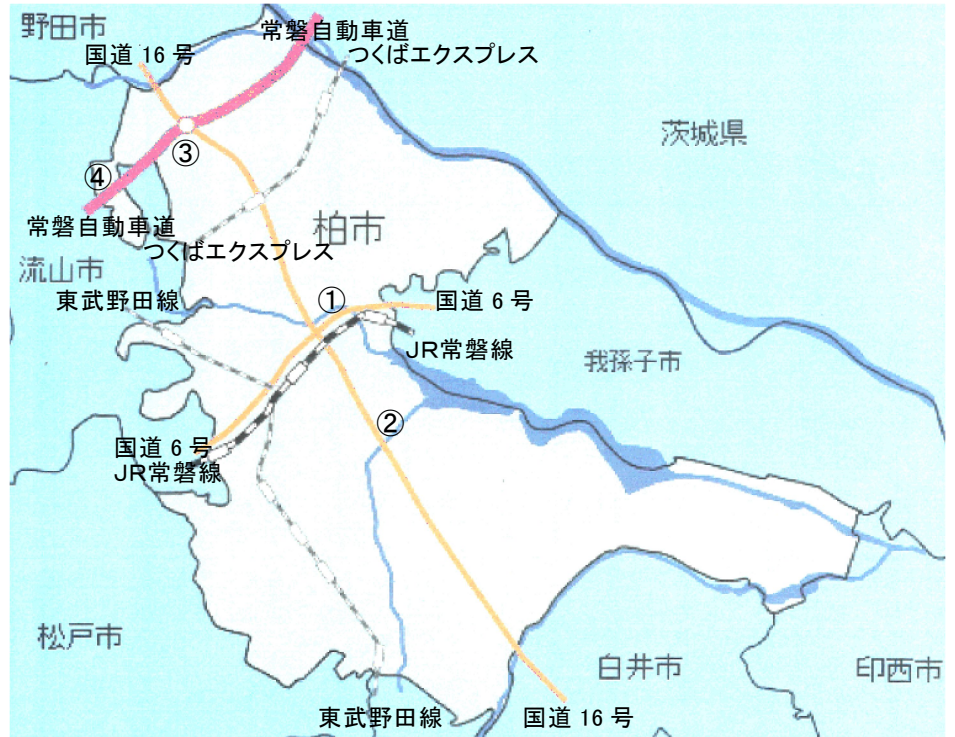 野田市
常磐自動車道
国道 16 号
つくばエクスプレス
茨城県
③
④
常磐自動車道
柏市
つくばエクスプレス
流山市
東武野田線
①
国道 6 号
JR常磐線
我孫子市
②
国道 6 号
JR常磐線
松戸市
白井市
印西市
東武野田線
国道 16 号